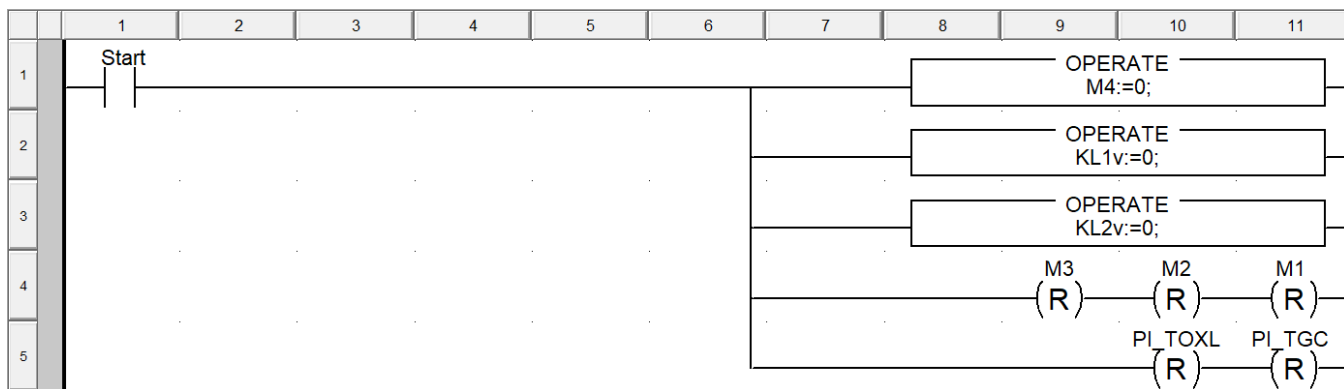 1 2 3 4 5 6 7 8 9 10 11
Start
1
OPERATE
M4:=0;
2
OPERATE
KL1v:=0;
3
OPERATE
KL2v:=0;
4
M3 M2 M1
R R R
5
PI_TOXL PI_TGC
R R